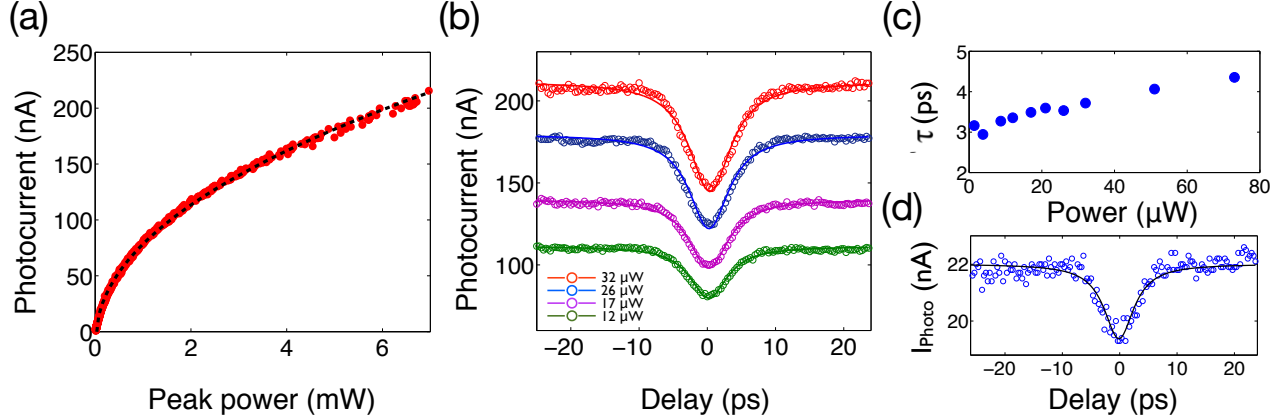 (a)
Photocurrent (nA)
250
200
150
100
50
0
0
2
4
6
Peak power (mW)
(b)
Photocurrent (nA)
200
150
100
−20
−10
0
10
20
32 μW
26 μW
17 μW
12 μW
Delay (ps)
(c)
τ (ps)
5
4
3
2
0
20
40
60
80
Power (μW)
(d)
IPhoto (nA)
22
20
−20
−10
0
10
20
Delay (ps)